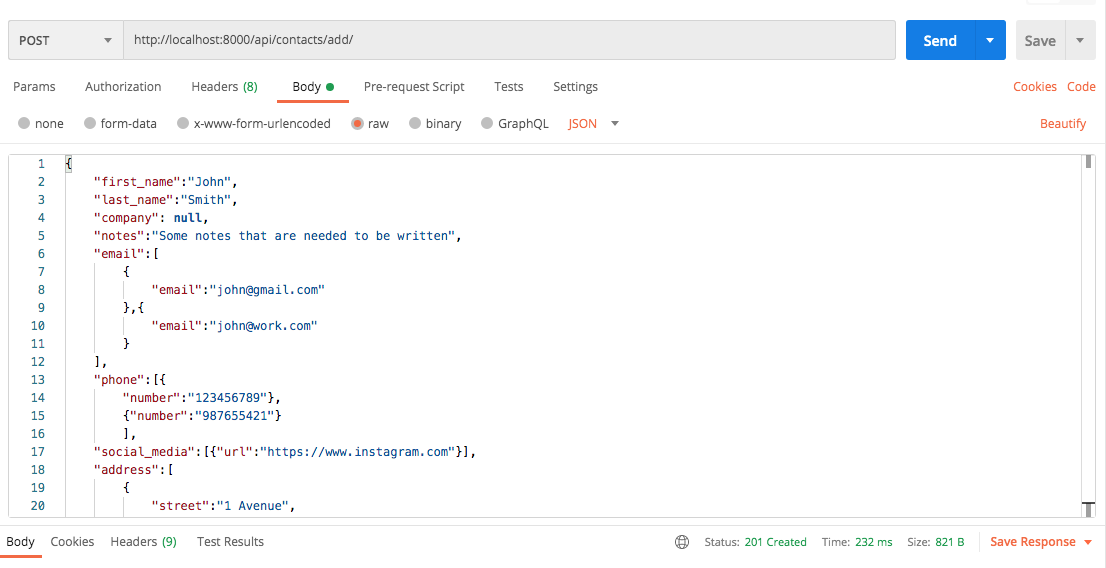 POST http://localhost:8000/api/contacts/add/ Send Save
Params Authorization Headers (8) Body Pre-request Script Tests Settings Cookies Code
none form-data x-www-form-urlencoded raw binary GraphQL JSON Beautify
1 {
2 "first_name":"John",
3 "last_name":"Smith",
4 "company": null,
5 "notes":"Some notes that are needed to be written",
6 "email":[
7 {
8 "email":"john@gmail.com"
9 },{
10 "email":"john@work.com"
11 }
12 ],
13 "phone":[{
14 "number":"123456789"},
15 {"number":"987655421"}
16 ],
17 "social_media":[{"url":"https://www.instagram.com"}],
18 "address":[
19 {
20 "street":"1 Avenue",
Body Cookies Headers (9) Test Results Status: 201 Created Time: 232 ms Size: 821 B Save Response